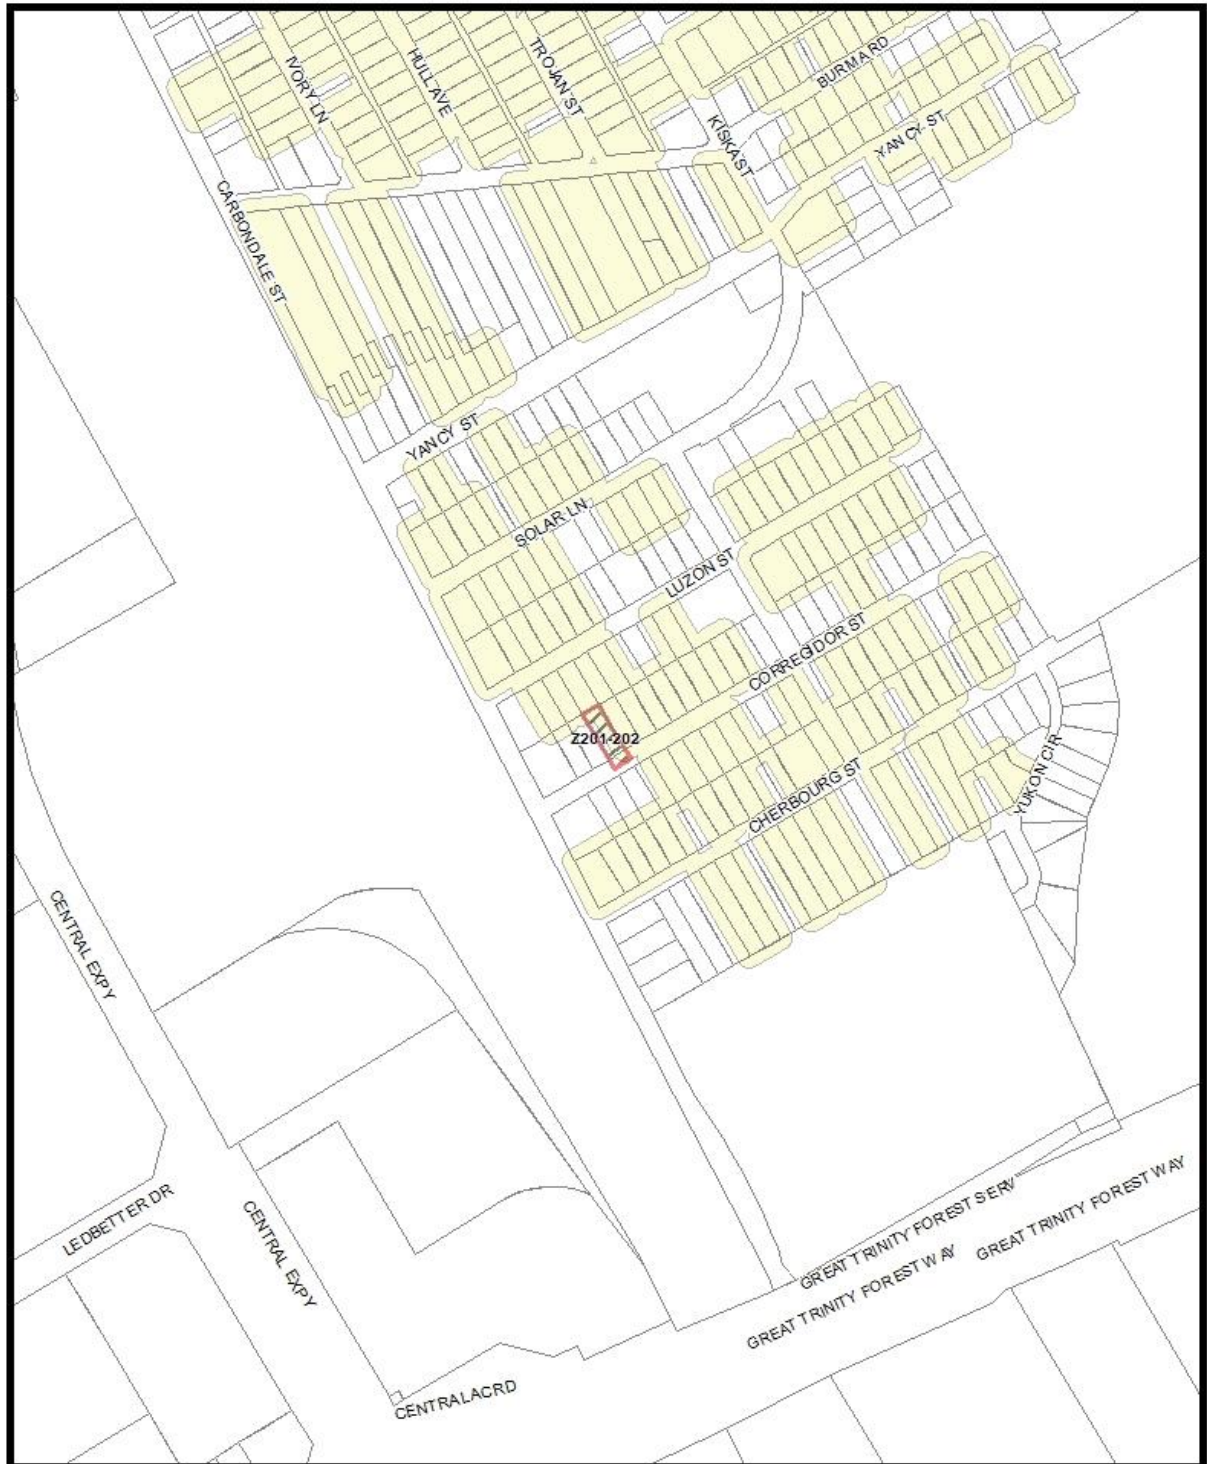 IVORY LN
HULL AVE
TROJAN ST
BURMA RD
KISKA ST
YANCY ST
CARBONDALE ST
YANCY ST
SOLAR LN
LUZON ST
CORREGIDOR ST
Z201-202
CHERBOURG ST
YUKON CIR
CENTRAL EXPY
LEDBETTER DR
CENTRAL EXPY
GREAT TRINITY FOREST SERV
GREAT TRINITY FOREST WAY
GREAT TRINITY FOREST WAY
CENTRALACRD